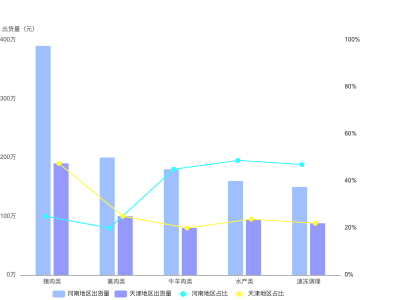 出货量（元）
400万
300万
200万
100万
0万
100%
80%
60%
40%
20%
0%
猪肉类
禽肉类
牛羊肉类
水产类
速冻调理
河南地区出货量 天津地区出货量 河南地区占比 天津地区占比